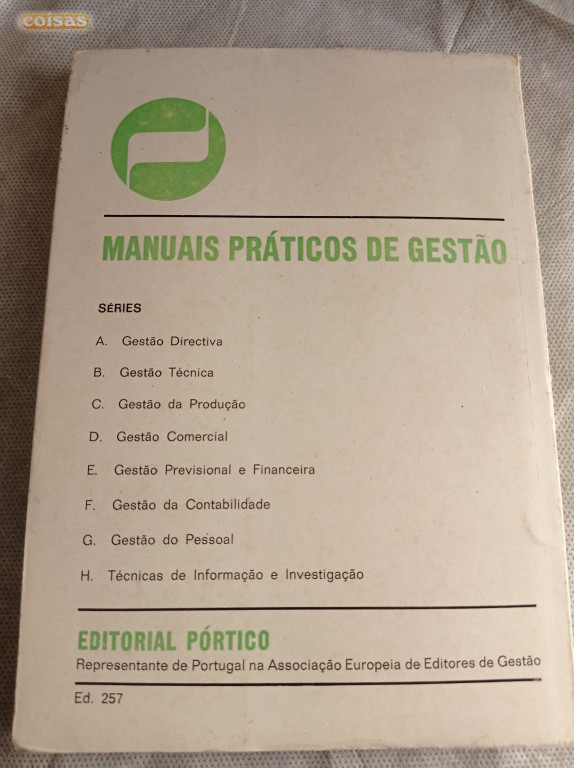 coisas
MANUAIS PRÁTICOS DE GESTÃO
SÉRIES
A. Gestão Directiva
B. Gestão Técnica
C. Gestão da Produção
D. Gestão Comercial
E. Gestão Previsional e Financeira
F. Gestão da Contabilidade
G. Gestão do Pessoal
H. Técnicas de Informação e Investigação
EDITORIAL PÓRTICO
Representante de Portugal na Associação Europeia de Editores de Gestão
Ed. 257